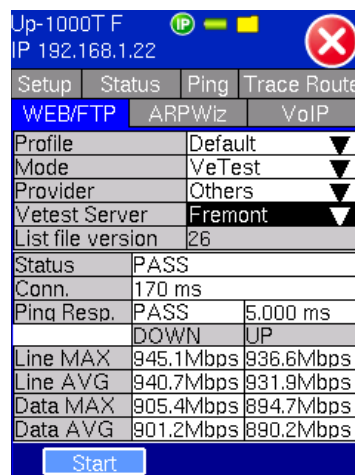 Up-1000T F IP
IP 192.168.1.22
Setup Status Ping Trace Route
WEB/FTP ARPWiz VoIP
Profile Default
Mode VeTest
Provider Others
Vetest Server Fremont
List file version 26
Status PASS
Conn. 170 ms
Ping Resp. PASS 5.000 ms
DOWN UP
Line MAX 945.1Mbps 936.6Mbps
Line AVG 940.7Mbps 931.9Mbps
Data MAX 905.4Mbps 894.7Mbps
Data AVG 901.2Mbps 890.2Mbps
Start